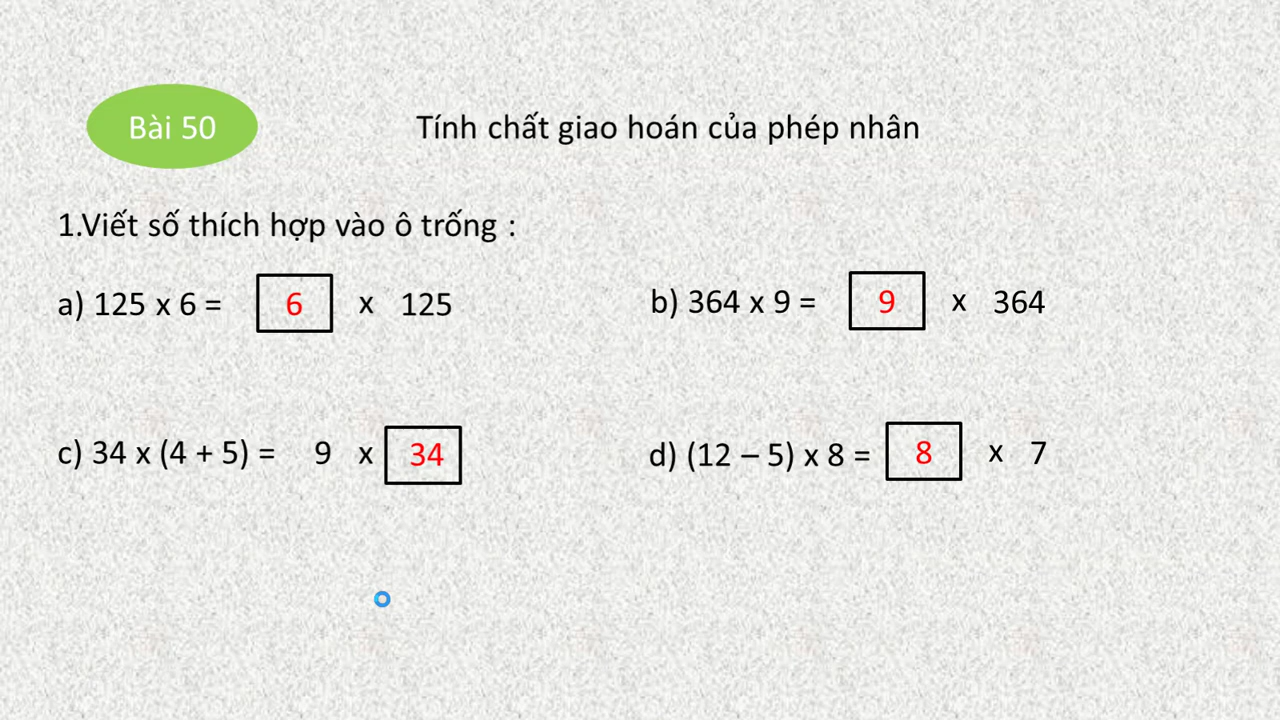 Bài 50
Tính chất giao hoán của phép nhân
1.Viết số thích hợp vào ô trống :
a) 125 x 6 = 6 x 125
b) 364 x 9 = 9 x 364
c) 34 x (4 + 5) = 9 x 34
d) (12 – 5) x 8 = 8 x 7